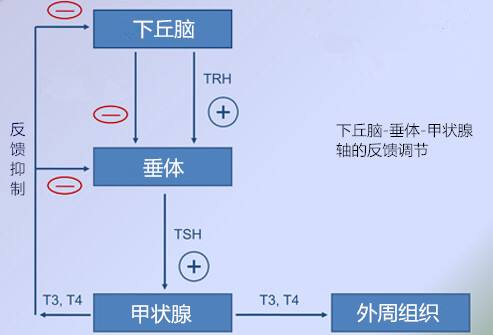 下丘脑
TRH
反馈抑制
下丘脑-垂体-甲状腺
轴的反馈调节
垂体
TSH
T3, T4
甲状腺
T3, T4
外周组织